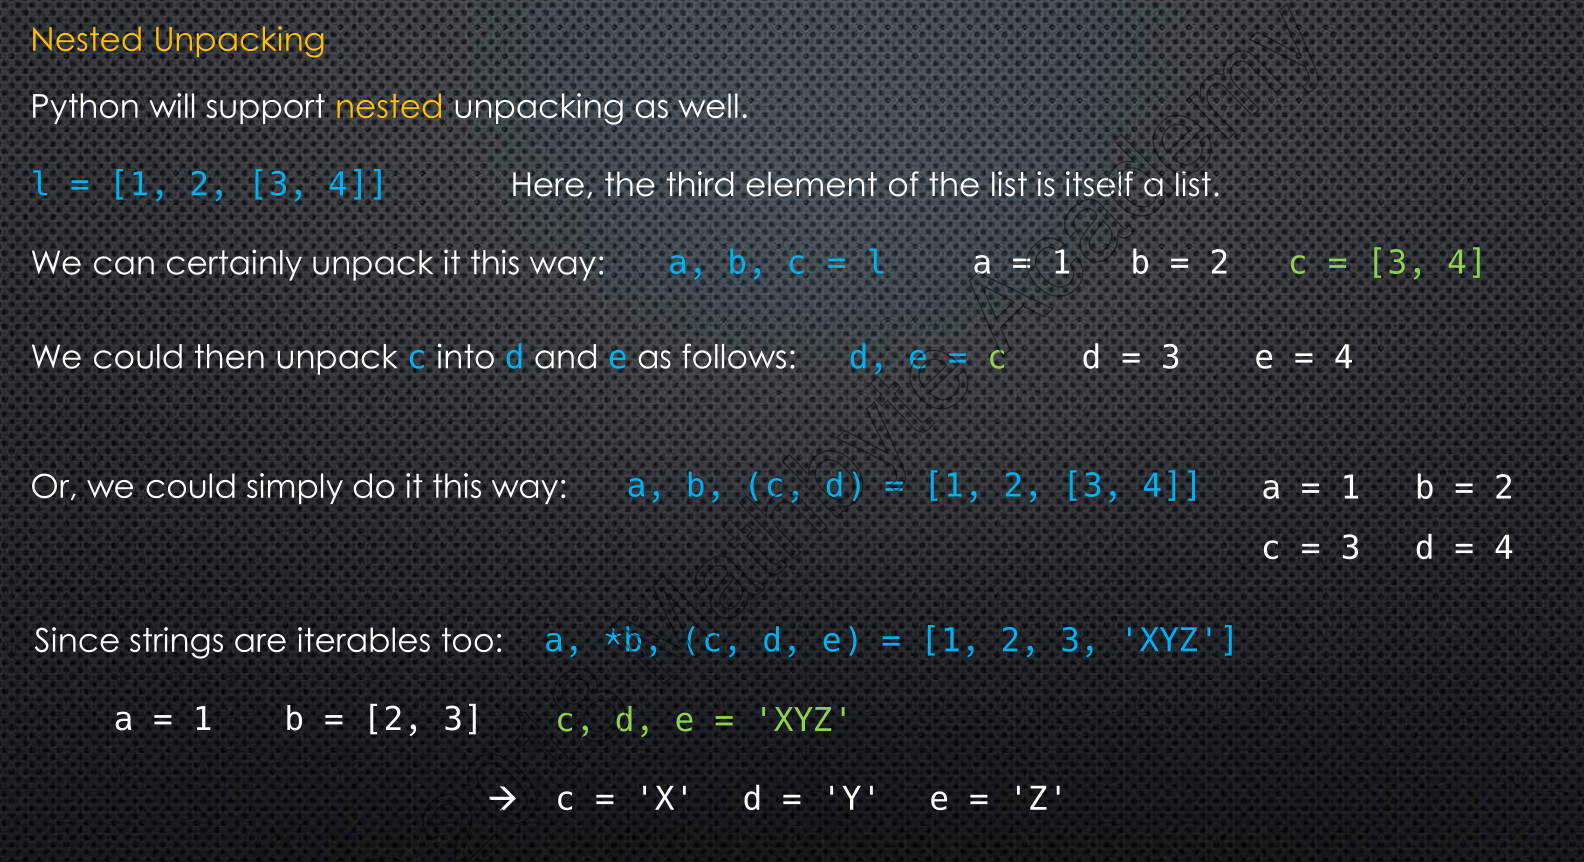 Nested Unpacking
Python will support nested unpacking as well.
l = [1, 2, [3, 4]] Here, the third element of the list is itself a list.
We can certainly unpack it this way: a, b, c = l a = 1 b = 2 c = [3, 4]
We could then unpack c into d and e as follows: d, e = c d = 3 e = 4
Or, we could simply do it this way: a, b, (c, d) = [1, 2, [3, 4]] a = 1 b = 2
c = 3 d = 4
Since strings are iterables too: a, *b, (c, d, e) = [1, 2, 3, 'XYZ']
a = 1 b = [2, 3] c, d, e = 'XYZ'
→ c = 'X' d = 'Y' e = 'Z'
Academy